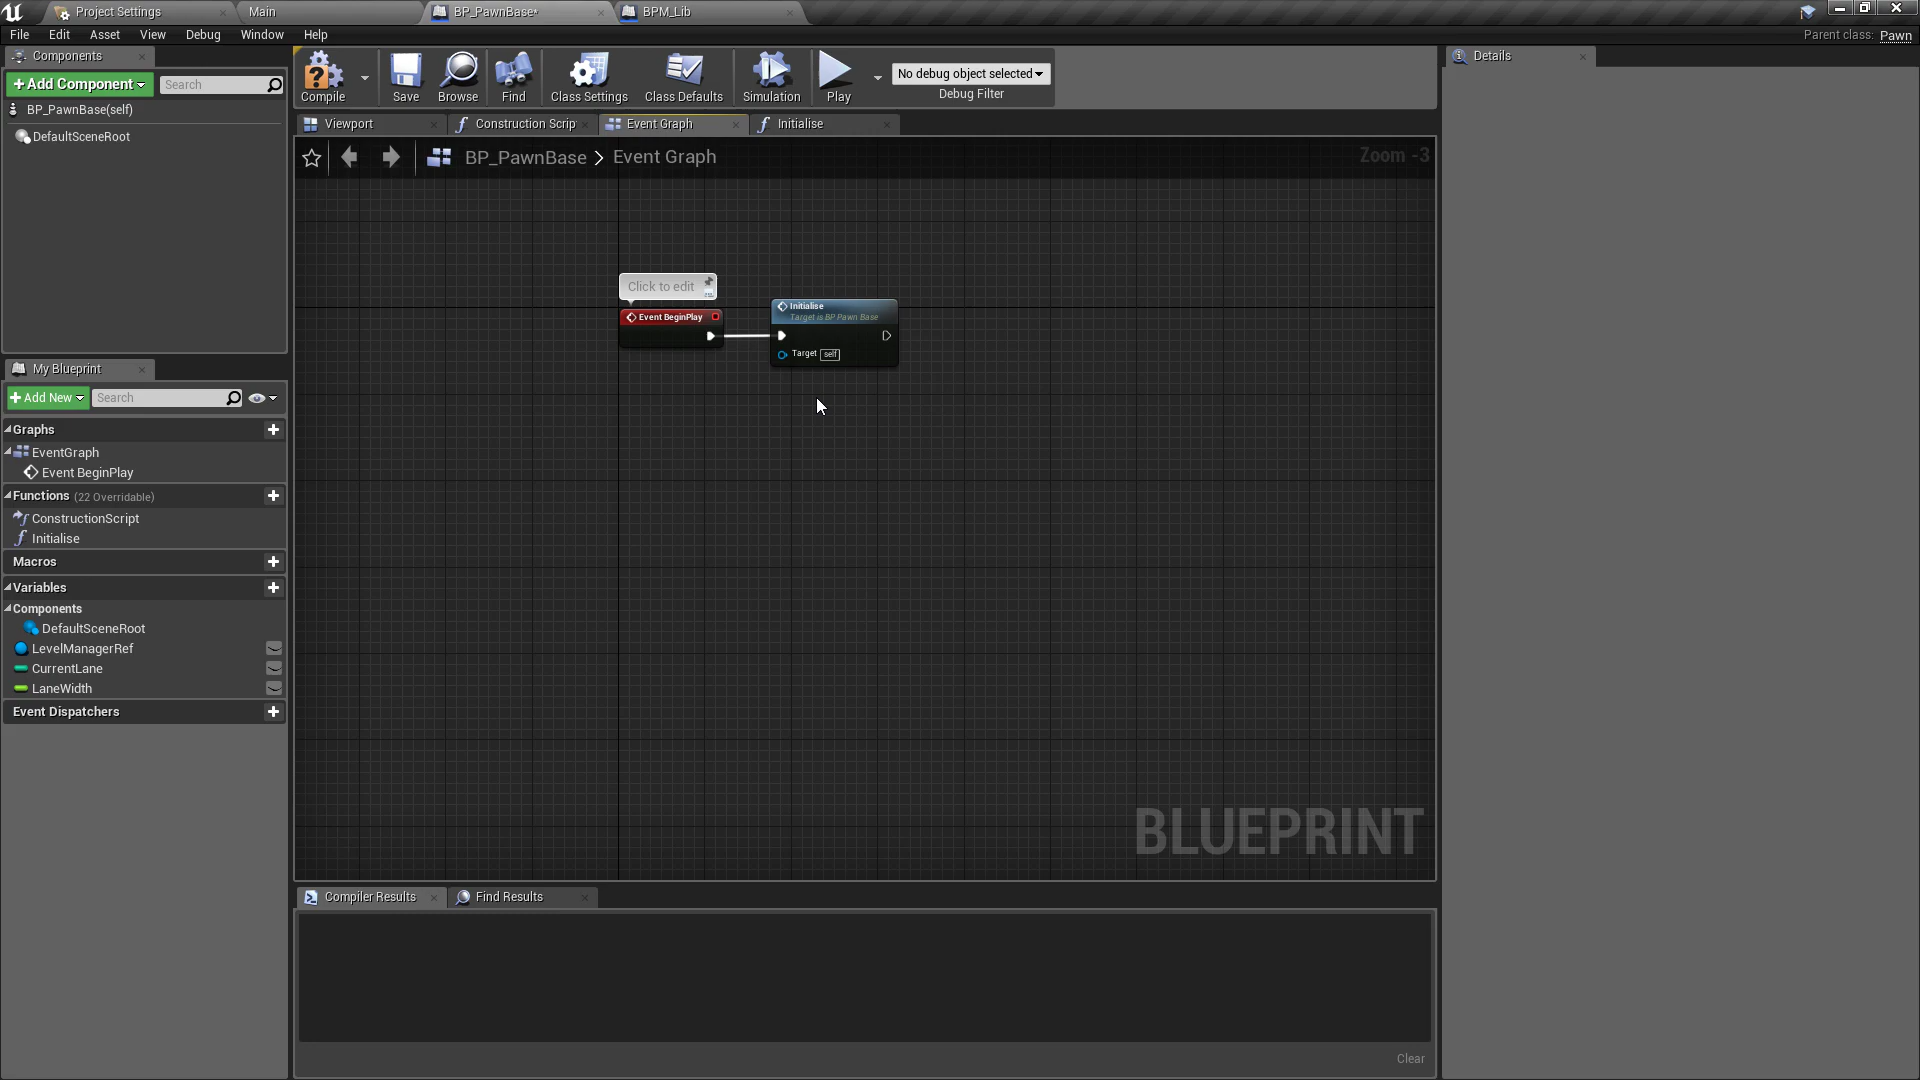 Project Settings
Main
BP_PawnBase*
BPM_Lib
File
Edit
Asset
View
Debug
Window
Help
Parent class: Pawn
Components
+Add Component
Search
BP_PawnBase(self)
DefaultSceneRoot
Compile
Save
Browse
Find
Class Settings
Class Defaults
Simulation
Play
No debug object selected
Debug Filter
Details
Viewport
Construction Scrip
Event Graph
Initialise
BP_PawnBase > Event Graph
Zoom -3
Click to edit
Event BeginPlay
Initialise
Target is BP Pawn Base
Target self
BLUEPRINT
My Blueprint
+Add New
Search
Graphs
EventGraph
Event BeginPlay
Functions (22 Overridable)
ConstructionScript
Initialise
Macros
Variables
Components
DefaultSceneRoot
LevelManagerRef
CurrentLane
LaneWidth
Event Dispatchers
Compiler Results
Find Results
Clear